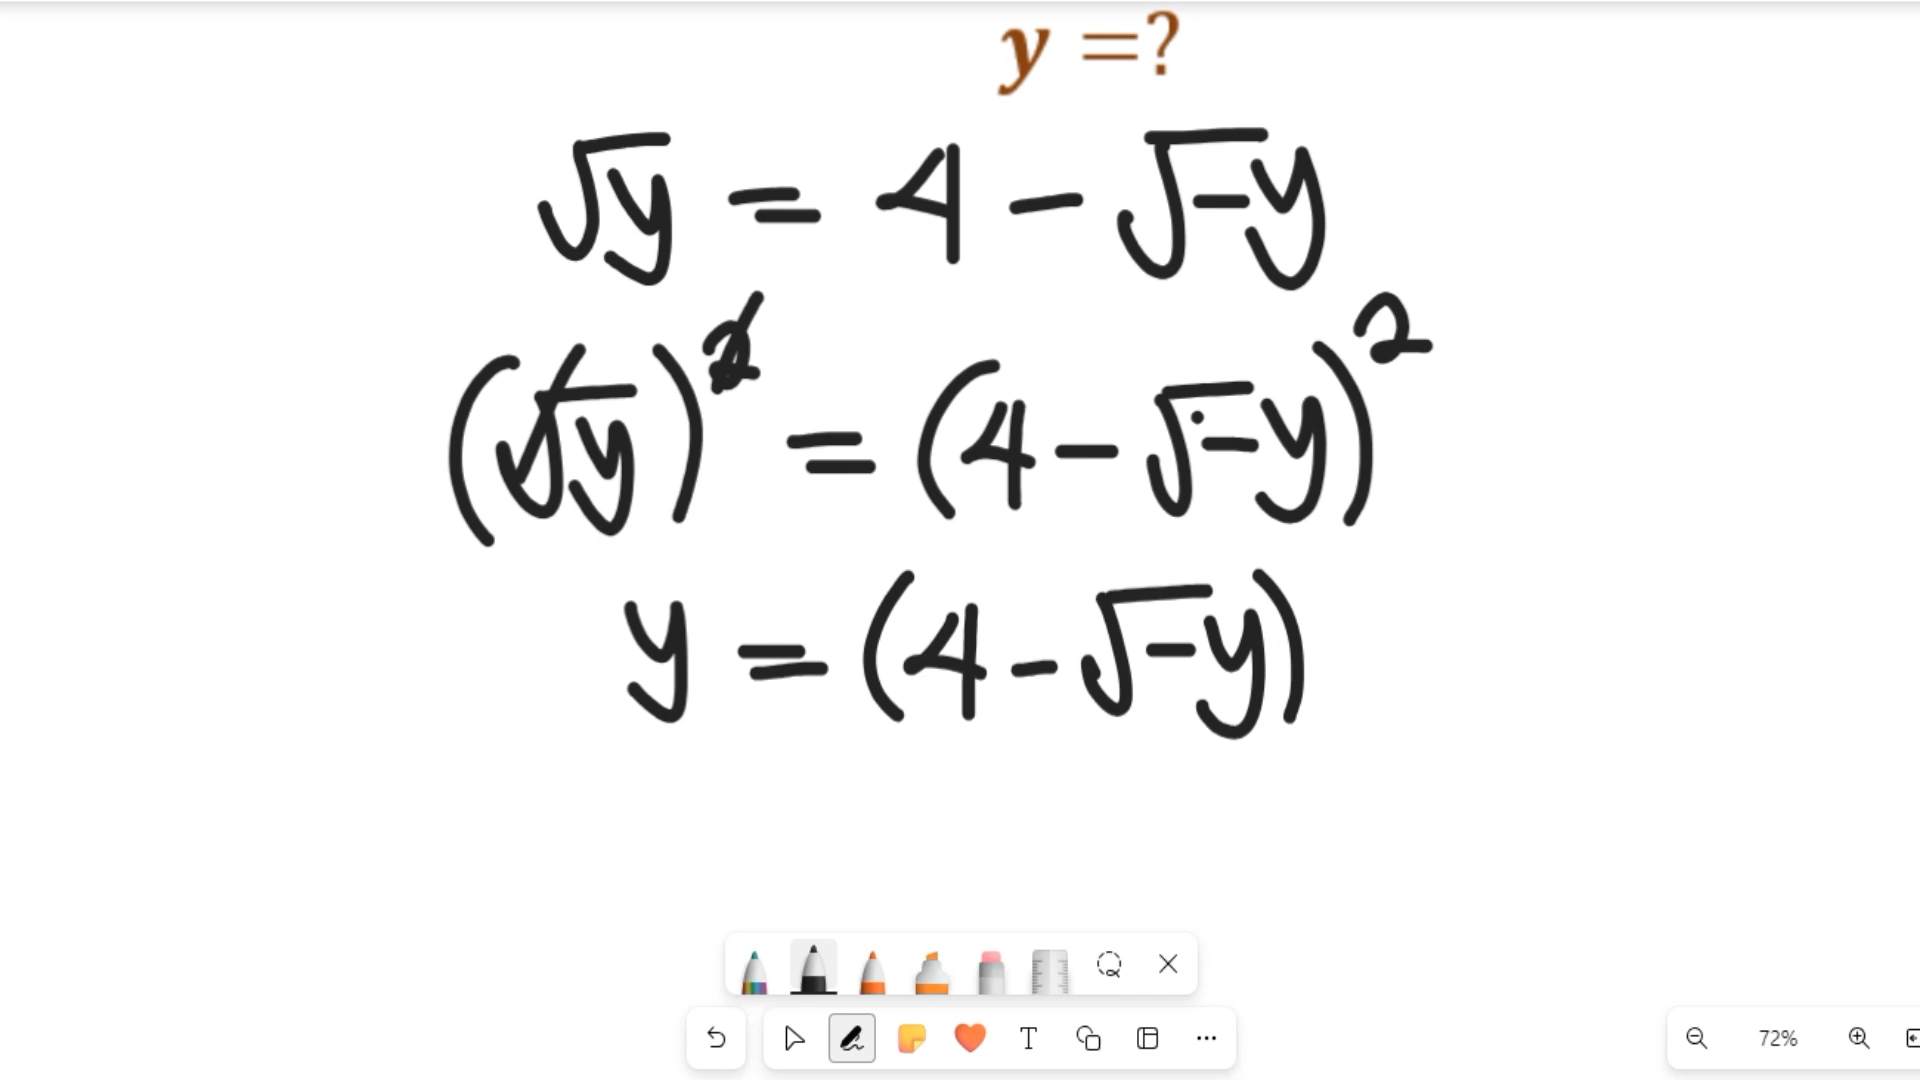 y =?
√y = 4 - √-y
(√y)² = (4 - √-y)²
y = (4 - √-y)
T
72%